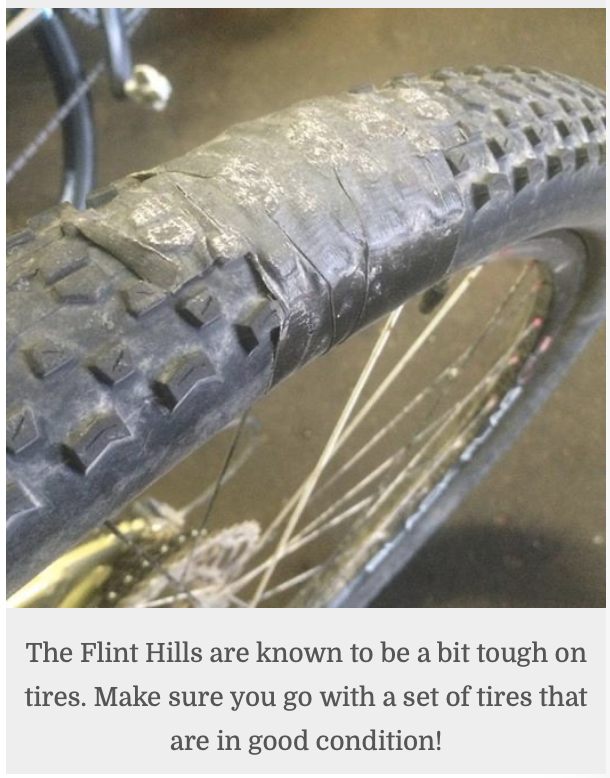 The Flint Hills are known to be a bit tough on
tires. Make sure you go with a set of tires that
are in good condition!